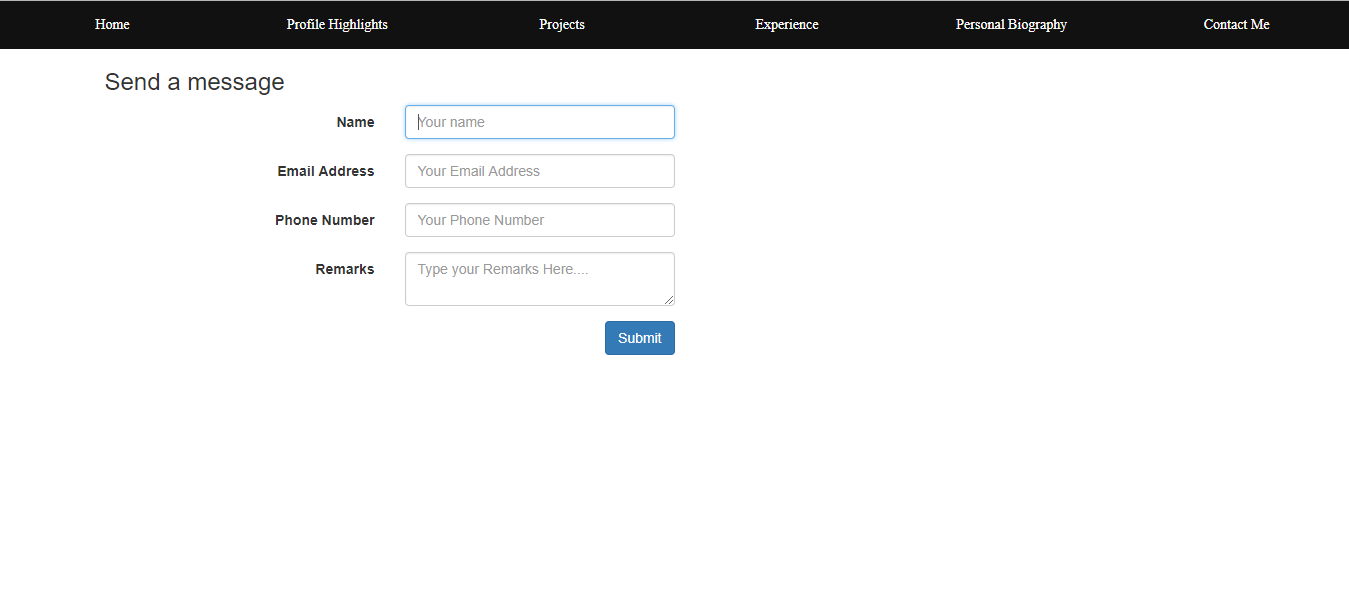 Home Profile Highlights Projects Experience Personal Biography Contact Me
Send a message
Name Your name
Email Address Your Email Address
Phone Number Your Phone Number
Remarks Type your Remarks Here....
Submit